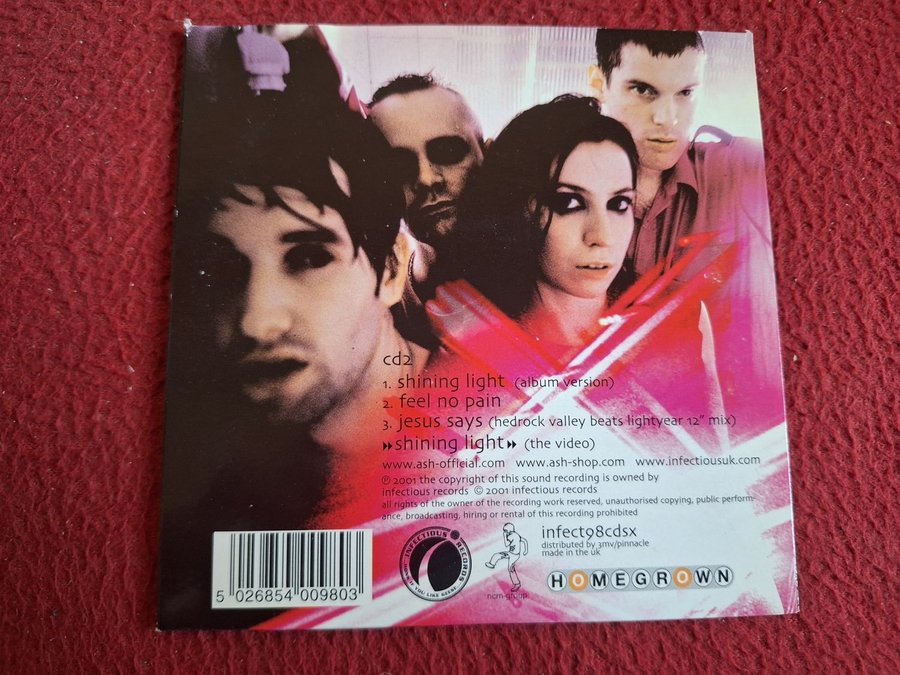 cd2
1. shining light (album version)
2. feel no pain
3. jesus says (hedrock valley beats lightyear 12" mix)
shining light (the video)
www.ash-official.com www.ash-shop.com www.infectiousuk.com
℗ 2001 the copyright of this sound recording is owned by
infectious records © 2001 infectious records
all rights of the owner of the recording work reserved, unauthorised copying, public perform-
ance, broadcasting, hiring or rental of this recording prohibited
infect98cdsx
distributed by 3mv/pinnacle
made in the uk
INFECTIOUS RECORDS
HOMEGROWN
ncm-group
5 026854 009803